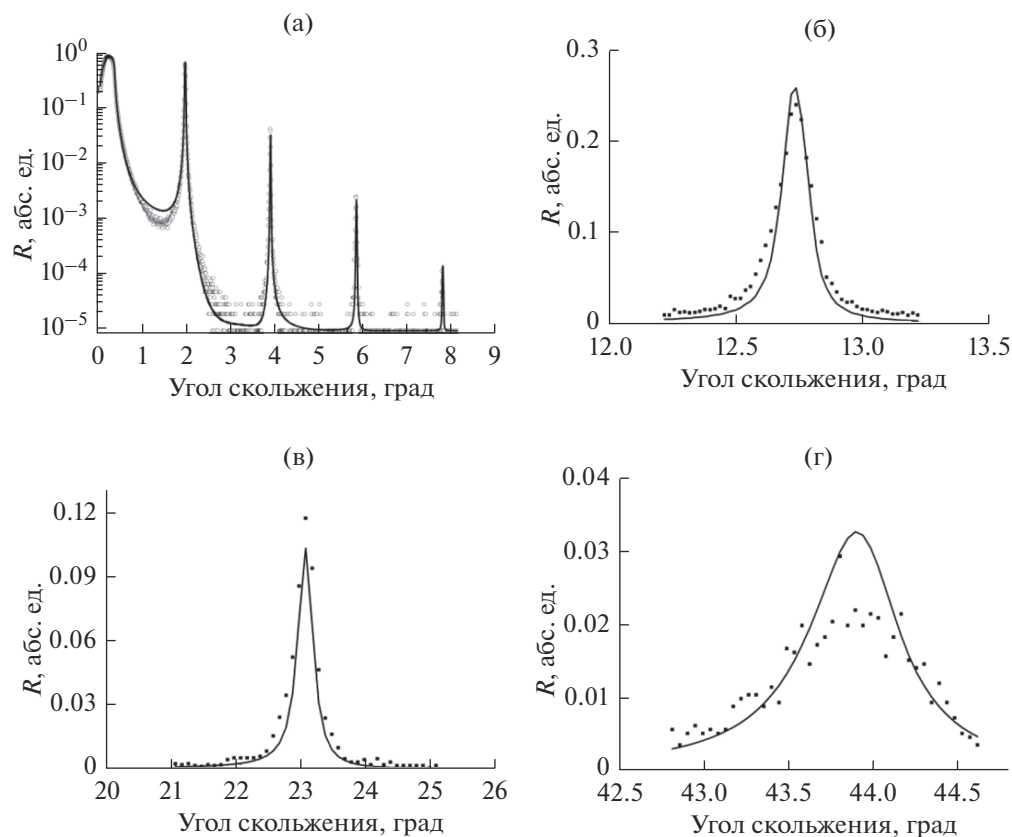 (а)
R, абс. ед.
10⁰
10⁻¹
10⁻²
10⁻³
10⁻⁴
10⁻⁵
0 1 2 3 4 5 6 7 8 9
Угол скольжения, град
(б)
R, абс. ед.
0.3
0.2
0.1
0
12.0 12.5 13.0 13.5
Угол скольжения, град
(в)
R, абс. ед.
0.12
0.09
0.06
0.03
0
20 21 22 23 24 25 26
Угол скольжения, град
(г)
R, абс. ед.
0.04
0.03
0.02
0.01
0
42.5 43.0 43.5 44.0 44.5
Угол скольжения, град